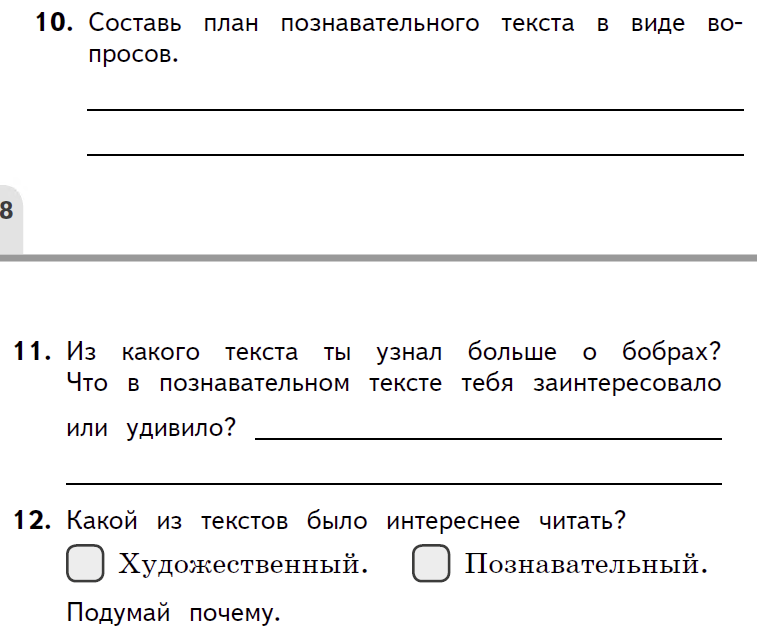 10. Составь план познавательного текста в виде во-
просов.
8
11. Из какого текста ты узнал больше о бобрах?
Что в познавательном тексте тебя заинтересовало
или удивило?
12. Какой из текстов было интереснее читать?
Художественный. Познавательный.
Подумай почему.